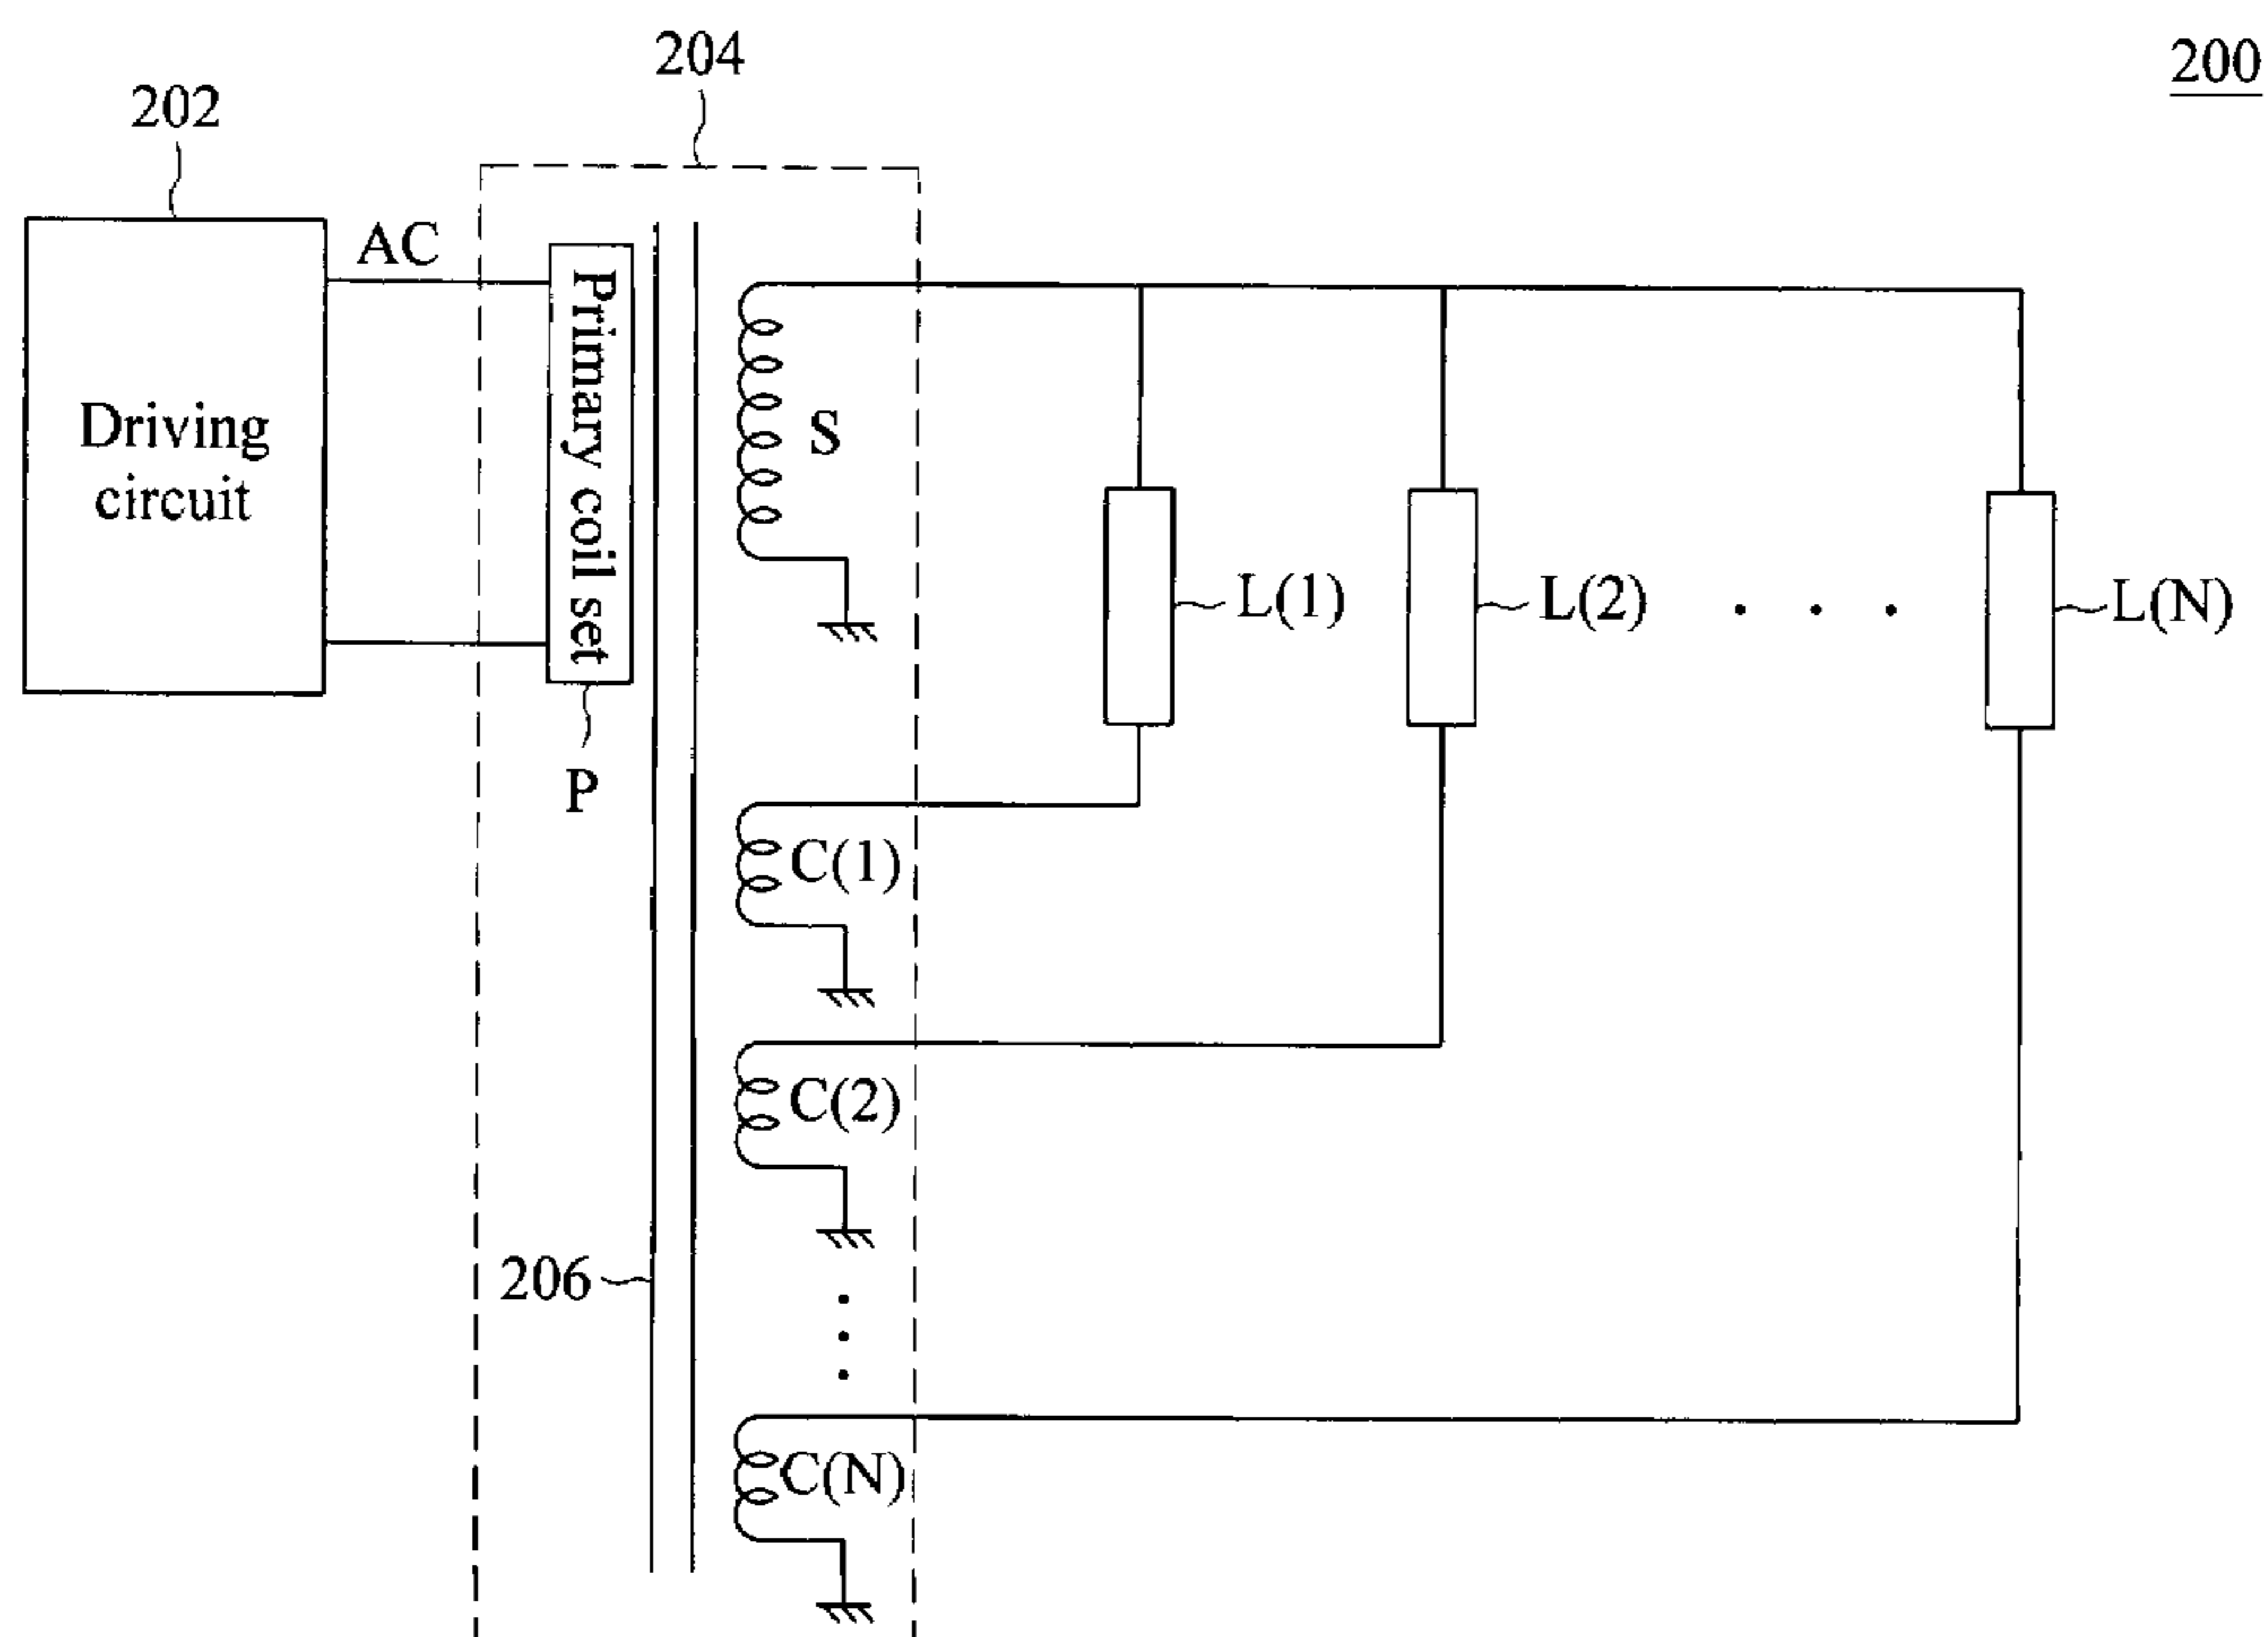 204
200
202
AC
Driving
circuit
Primary coil set
S
L(1)
L(2)
. . .
L(N)
P
C(1)
C(2)
206
C(N)